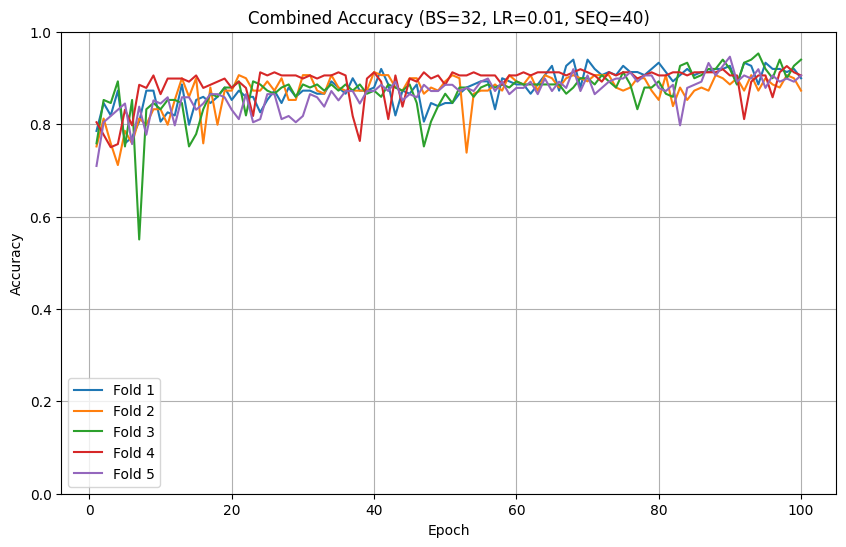 Combined Accuracy (BS=32, LR=0.01, SEQ=40)
1.0
0.8
0.6
0.4
0.2
0.0
Accuracy
Fold 1
Fold 2
Fold 3
Fold 4
Fold 5
0 20 40 60 80 100
Epoch